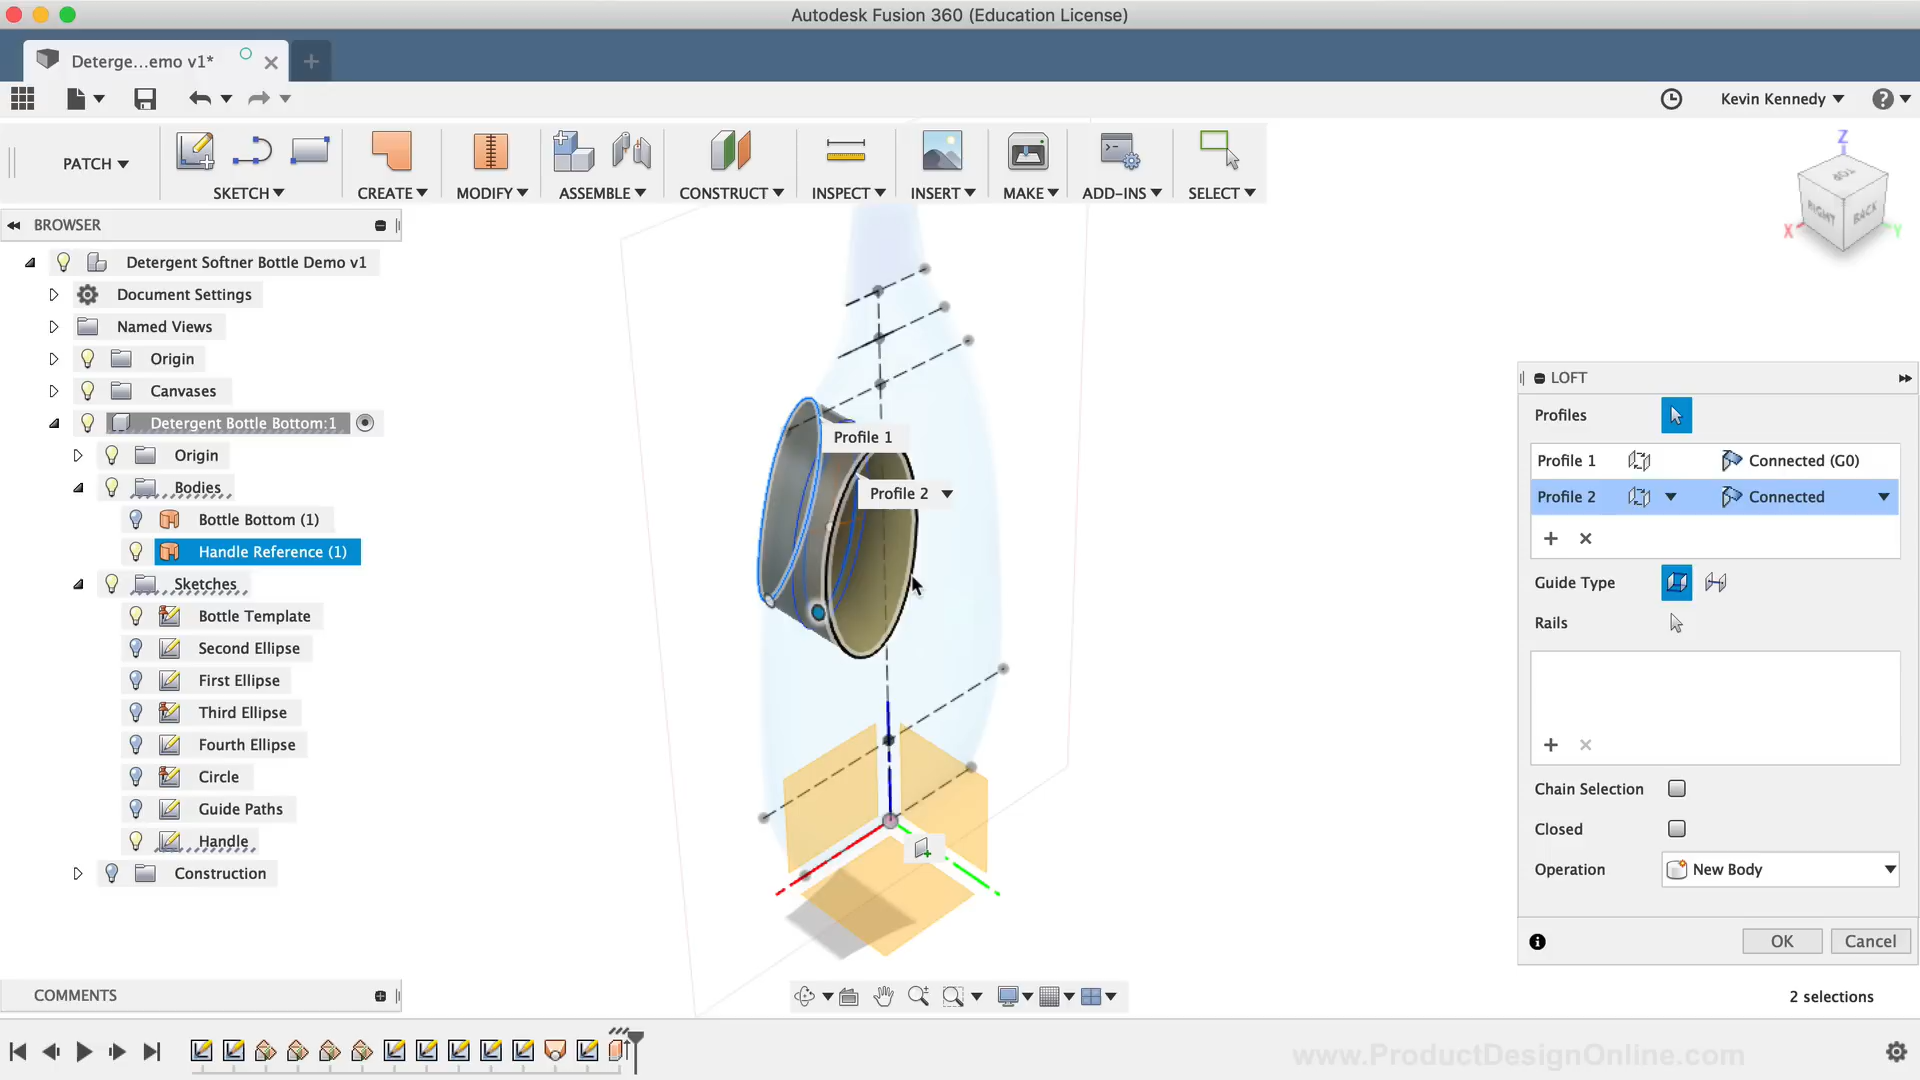 Autodesk Fusion 360 (Education License)
Deterge...emo v1*
Kevin Kennedy
PATCH
SKETCH
CREATE
MODIFY
ASSEMBLE
CONSTRUCT
INSPECT
INSERT
MAKE
ADD-INS
SELECT
Z
TOP
RIGHT
BACK
X
Y
BROWSER
Detergent Softner Bottle Demo v1
Document Settings
Named Views
Origin
Canvases
Detergent Bottle Bottom:1
Origin
Bodies
Bottle Bottom (1)
Handle Reference (1)
Sketches
Bottle Template
Second Ellipse
First Ellipse
Third Ellipse
Fourth Ellipse
Circle
Guide Paths
Handle
Construction
Profile 1
Profile 2
LOFT
Profiles
Profile 1 Connected (G0)
Profile 2 Connected
Guide Type
Rails
Chain Selection
Closed
Operation New Body
OK Cancel
COMMENTS
2 selections
www.ProductDesignOnline.com